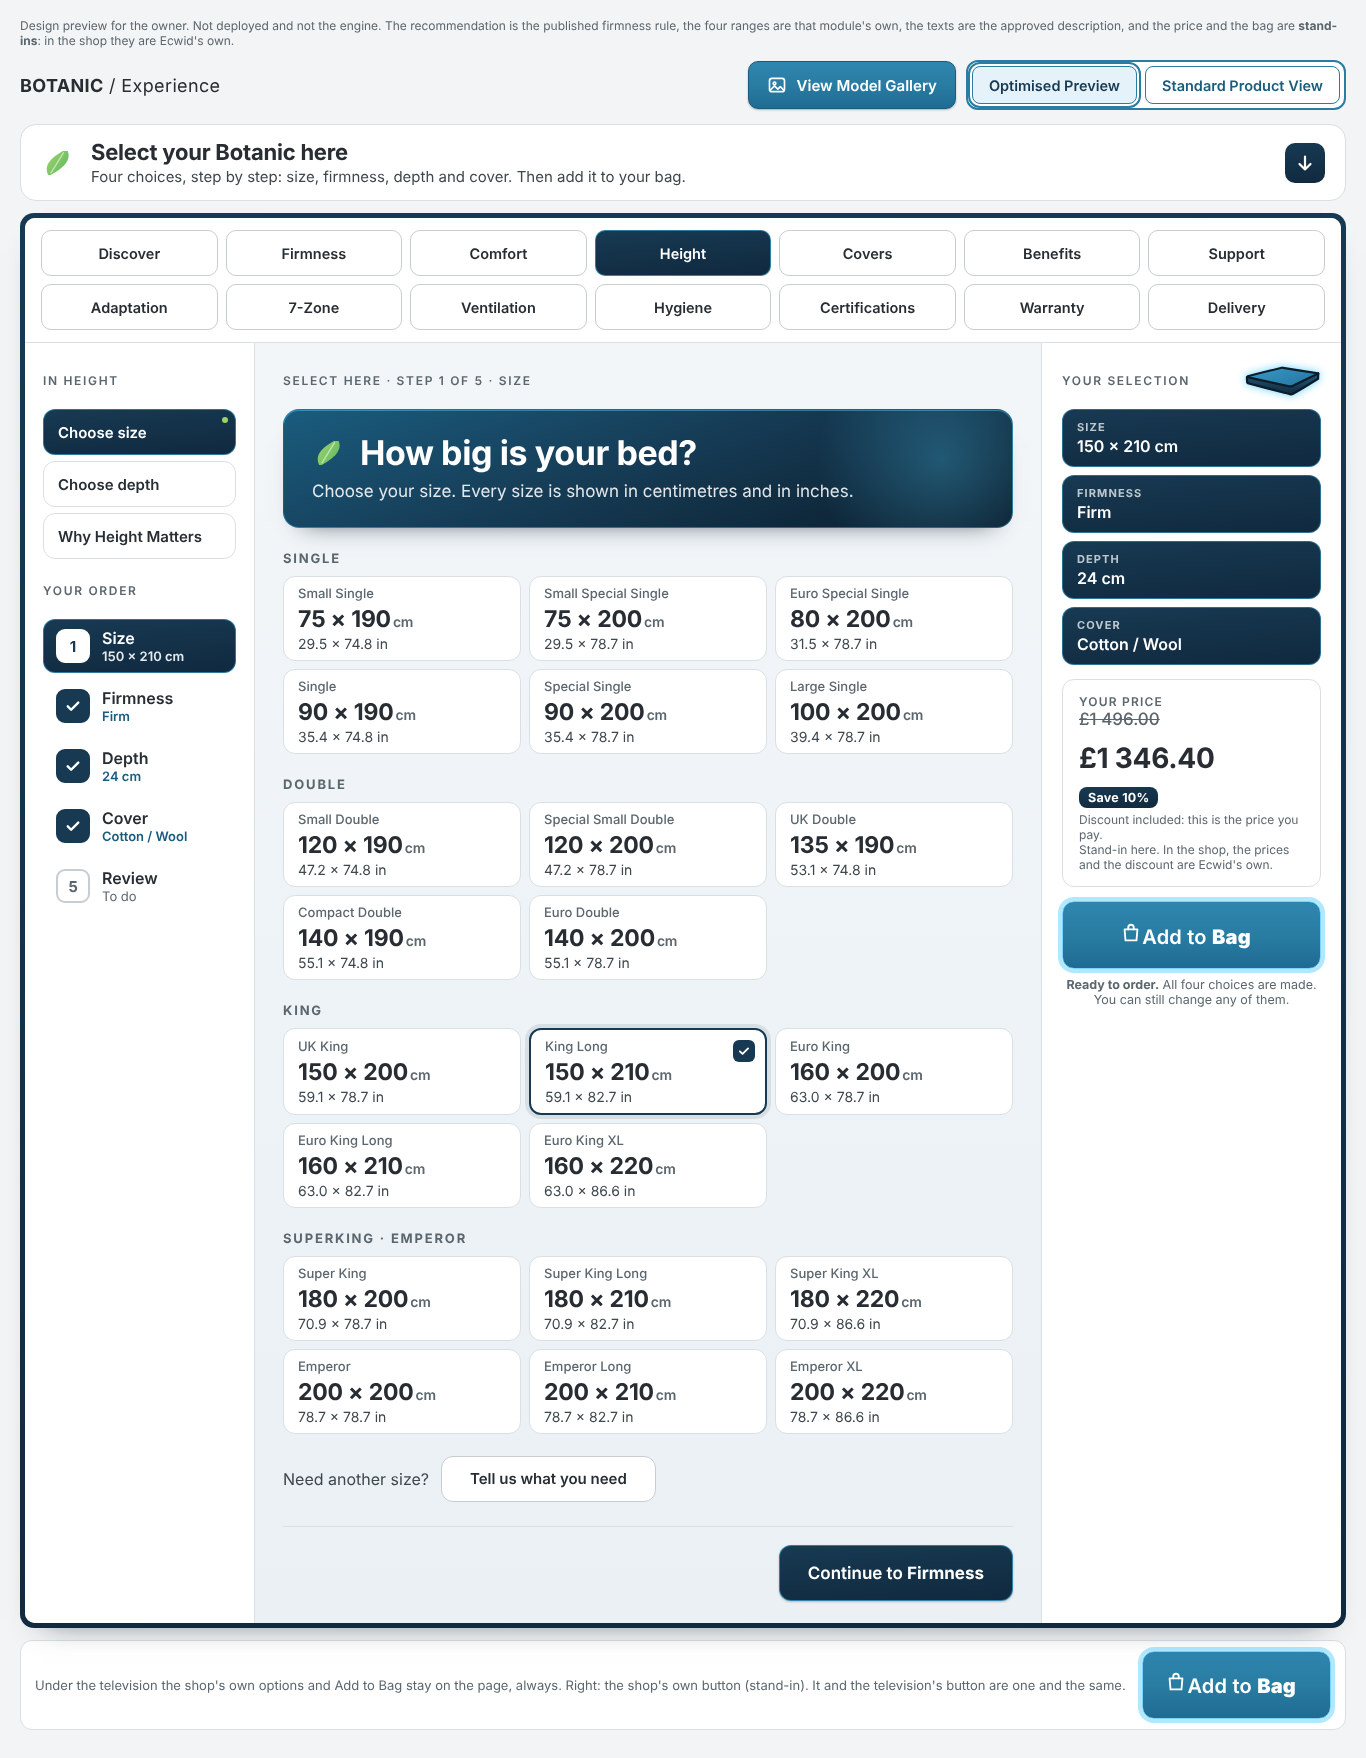 Design preview for the owner. Not deployed and not the engine. The recommendation is the published firmness rule, the four ranges are that module's own, the texts are the approved description, and the price and the bag are stand-
ins: in the shop they are Ecwid's own.
BOTANIC / Experience
View Model Gallery
Optimised Preview
Standard Product View
Select your Botanic here
Four choices, step by step: size, firmness, depth and cover. Then add it to your bag.
Discover
Firmness
Comfort
Height
Covers
Benefits
Support
Adaptation
7-Zone
Ventilation
Hygiene
Certifications
Warranty
Delivery
IN HEIGHT
Choose size
Choose depth
Why Height Matters
YOUR ORDER
1
Size
150 × 210 cm
Firmness
Firm
Depth
24 cm
Cover
Cotton / Wool
5
Review
To do
SELECT HERE · STEP 1 OF 5 · SIZE
How big is your bed?
Choose your size. Every size is shown in centimetres and in inches.
SINGLE
Small Single
75 × 190 cm
29.5 × 74.8 in
Small Special Single
75 × 200 cm
29.5 × 78.7 in
Euro Special Single
80 × 200 cm
31.5 × 78.7 in
Single
90 × 190 cm
35.4 × 74.8 in
Special Single
90 × 200 cm
35.4 × 78.7 in
Large Single
100 × 200 cm
39.4 × 78.7 in
DOUBLE
Small Double
120 × 190 cm
47.2 × 74.8 in
Special Small Double
120 × 200 cm
47.2 × 78.7 in
UK Double
135 × 190 cm
53.1 × 74.8 in
Compact Double
140 × 190 cm
55.1 × 74.8 in
Euro Double
140 × 200 cm
55.1 × 78.7 in
KING
UK King
150 × 200 cm
59.1 × 78.7 in
King Long
150 × 210 cm
59.1 × 82.7 in
Euro King
160 × 200 cm
63.0 × 78.7 in
Euro King Long
160 × 210 cm
63.0 × 82.7 in
Euro King XL
160 × 220 cm
63.0 × 86.6 in
SUPERKING · EMPEROR
Super King
180 × 200 cm
70.9 × 78.7 in
Super King Long
180 × 210 cm
70.9 × 82.7 in
Super King XL
180 × 220 cm
70.9 × 86.6 in
Emperor
200 × 200 cm
78.7 × 78.7 in
Emperor Long
200 × 210 cm
78.7 × 82.7 in
Emperor XL
200 × 220 cm
78.7 × 86.6 in
Need another size?
Tell us what you need
Continue to Firmness
YOUR SELECTION
SIZE
150 × 210 cm
FIRMNESS
Firm
DEPTH
24 cm
COVER
Cotton / Wool
YOUR PRICE
£1 496.00
£1 346.40
Save 10%
Discount included: this is the price you
pay.
Stand-in here. In the shop, the prices
and the discount are Ecwid's own.
Add to Bag
Ready to order. All four choices are made.
You can still change any of them.
Under the television the shop's own options and Add to Bag stay on the page, always. Right: the shop's own button (stand-in). It and the television's button are one and the same.
Add to Bag